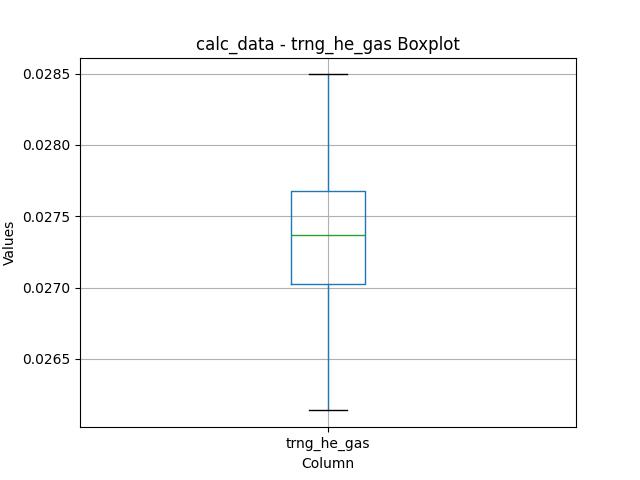 calc_data - trng_he_gas Boxplot
0.0285
0.0280
0.0275
0.0270
0.0265
Values
trng_he_gas
Column